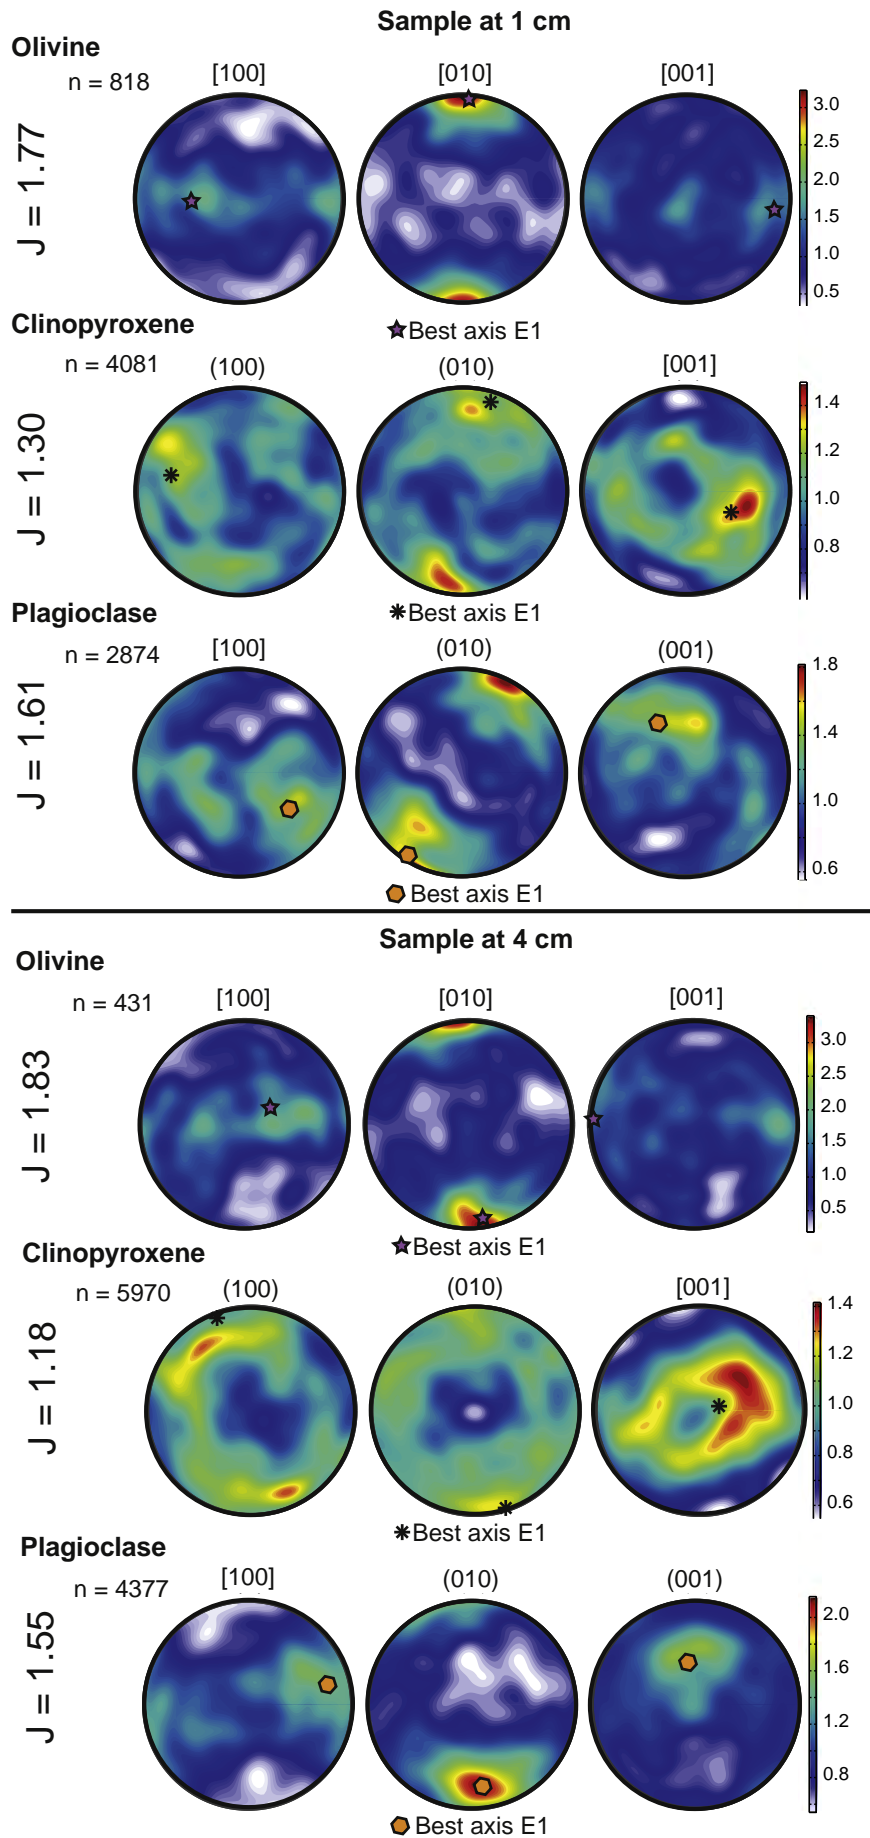 Sample at 1 cm
Olivine
n = 818
[100] [010] [001]
J = 1.77
3.0
2.5
2.0
1.5
1.0
0.5
Best axis E1
Clinopyroxene
n = 4081
(100) (010) [001]
J = 1.30
1.4
1.2
1.0
0.8
Best axis E1
Plagioclase
n = 2874
[100] (010) (001)
J = 1.61
1.8
1.4
1.0
0.6
Best axis E1
Sample at 4 cm
Olivine
n = 431
[100] [010] [001]
J = 1.83
3.0
2.5
2.0
1.5
1.0
0.5
Best axis E1
Clinopyroxene
n = 5970
(100) (010) [001]
J = 1.18
1.4
1.2
1.0
0.8
0.6
Best axis E1
Plagioclase
n = 4377
[100] (010) (001)
J = 1.55
2.0
1.6
1.2
0.8
Best axis E1